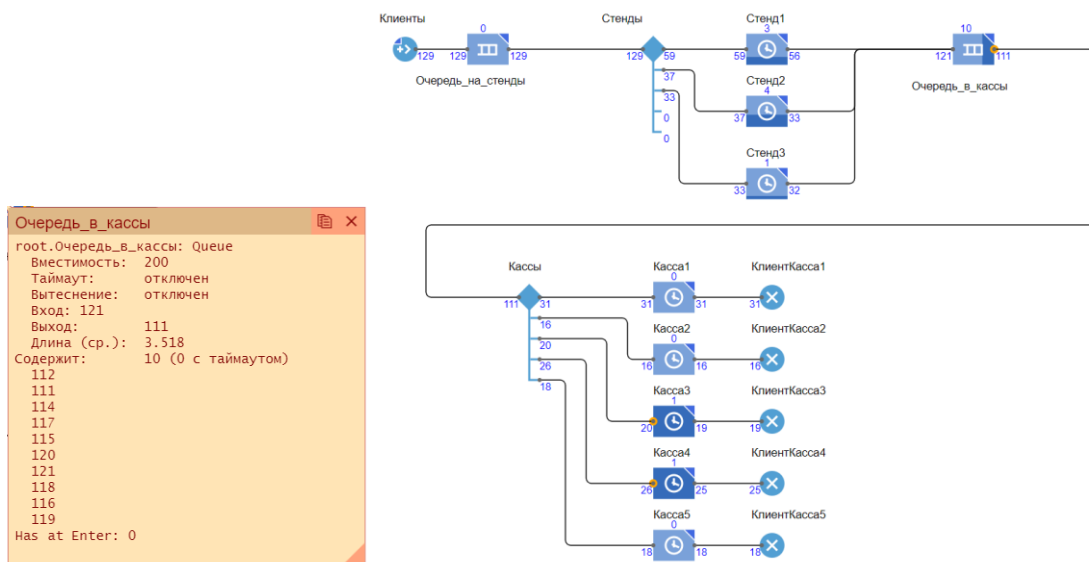 Клиенты
0
129
129
129
Очередь_на_стенды
Стенды
129
59
37
33
0
0
Стенд1
3
59
56
Стенд2
4
37
33
Стенд3
1
33
32
10
121
111
Очередь_в_кассы
Очередь_в_кассы
root.Очередь_в_кассы: Queue
Вместимость: 200
Таймаут: отключен
Вытеснение: отключен
Вход: 121
Выход: 111
Длина (ср.): 3.518
Содержит: 10 (0 с таймаутом)
112
111
114
117
115
120
121
118
116
119
Has at Enter: 0
Кассы
111
31
16
20
26
18
Касса1
0
31
31
КлиентКасса1
31
Касса2
0
16
16
КлиентКасса2
16
Касса3
1
20
19
КлиентКасса3
19
Касса4
1
26
25
КлиентКасса4
25
Касса5
0
18
18
КлиентКасса5
18